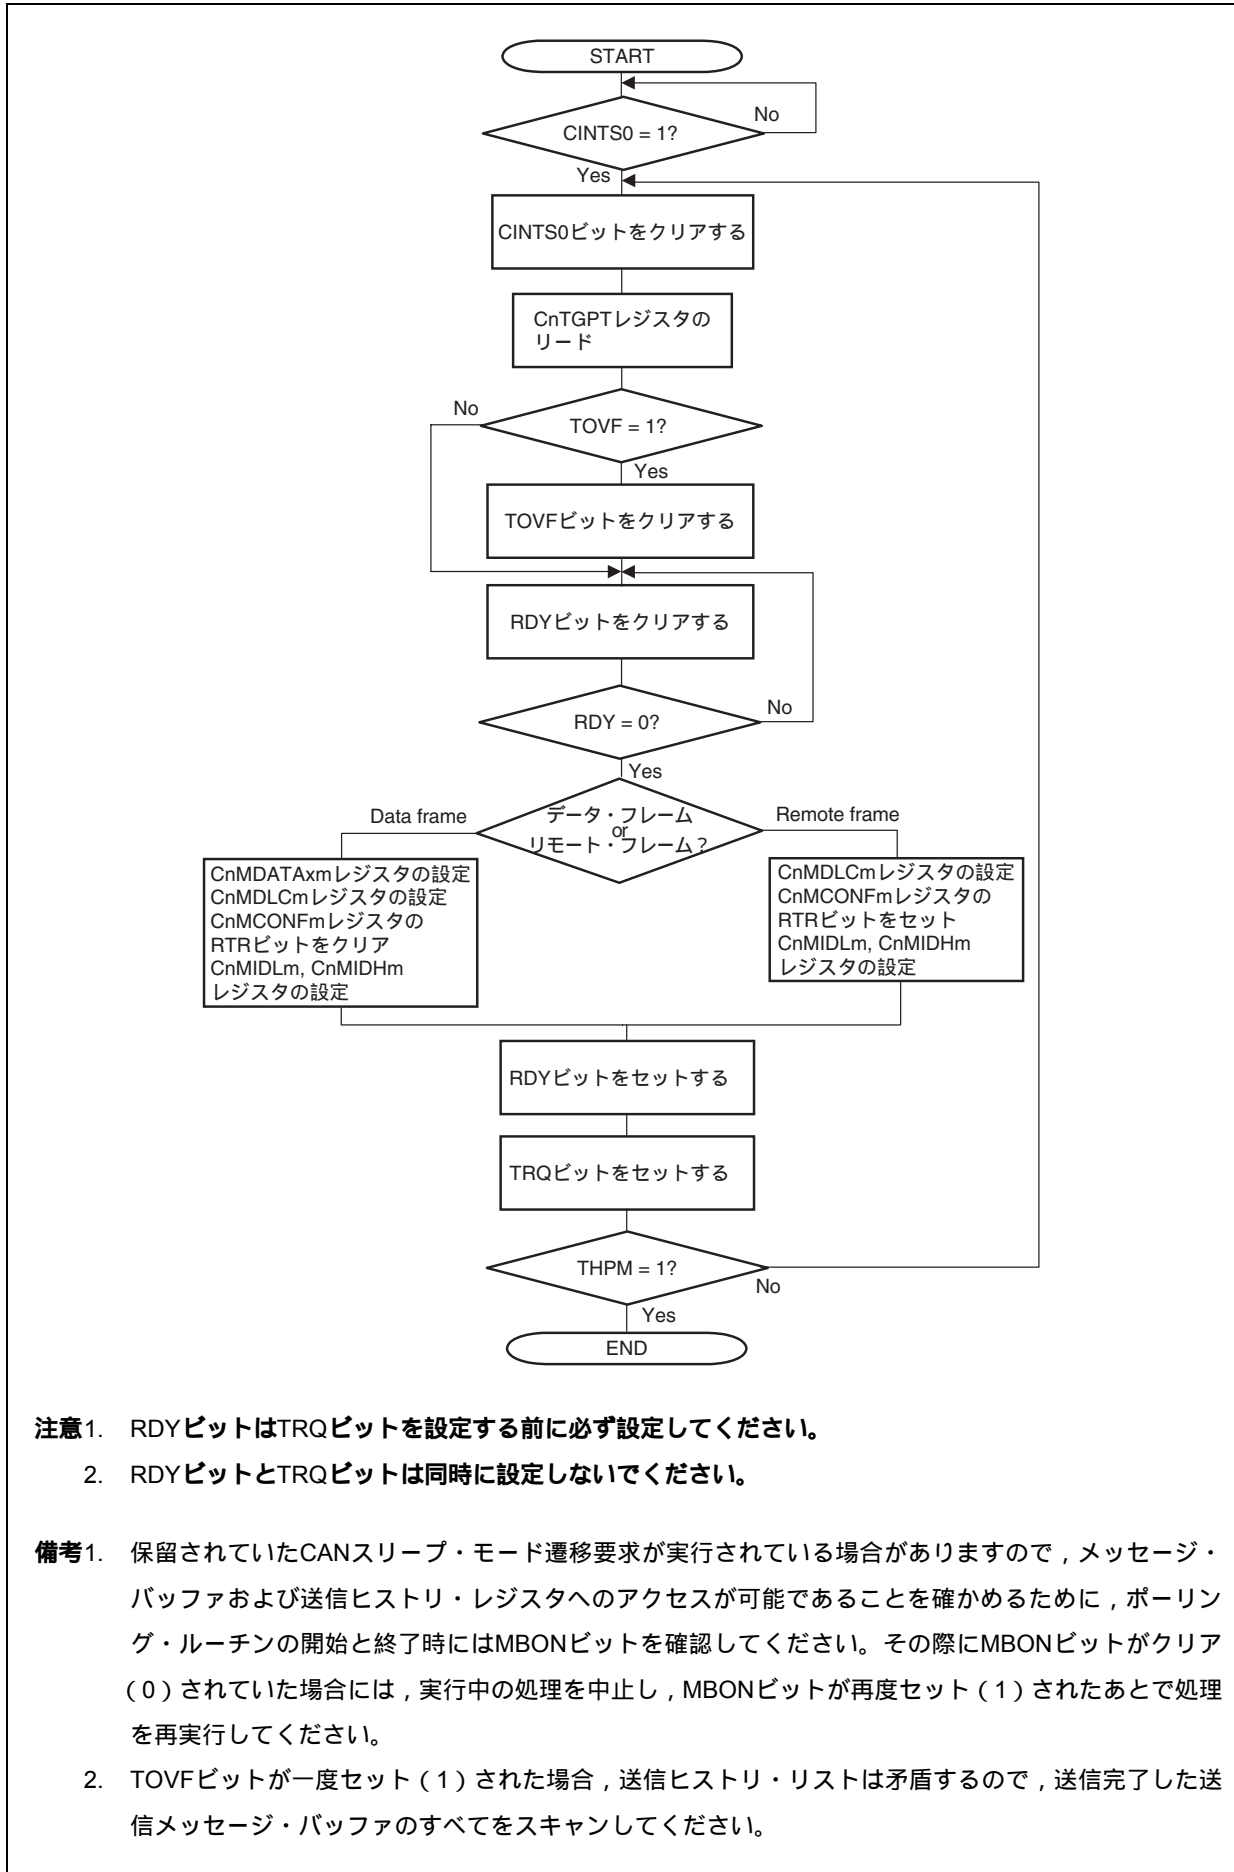 START
CINTS0 = 1?
No
Yes
CINTS0ビットをクリアする
CnTGPTレジスタの
リード
No
TOVF = 1?
Yes
TOVFビットをクリアする
RDYビットをクリアする
RDY = 0?
No
Yes
Data frame
データ・フレーム
or
リモート・フレーム？
Remote frame
CnMDATAxmレジスタの設定
CnMDLCmレジスタの設定
CnMCONFmレジスタの
RTRビットをクリア
CnMIDLm, CnMIDHm
レジスタの設定
CnMDLCmレジスタの設定
CnMCONFmレジスタの
RTRビットをセット
CnMIDLm, CnMIDHm
レジスタの設定
RDYビットをセットする
TRQビットをセットする
THPM = 1?
No
Yes
END
注意1. RDYビットはTRQビットを設定する前に必ず設定してください。
2. RDYビットとTRQビットは同時に設定しないでください。
備考1. 保留されていたCANスリープ・モード遷移要求が実行されている場合がありますので，メッセージ・
バッファおよび送信ヒストリ・レジスタへのアクセスが可能であることを確かめるために，ポーリン
グ・ルーチンの開始と終了時にはMBONビットを確認してください。その際にMBONビットがクリア
（0）されていた場合には，実行中の処理を中止し，MBONビットが再度セット（1）されたあとで処理
を再実行してください。
2. TOVFビットが一度セット（1）された場合，送信ヒストリ・リストは矛盾するので，送信完了した送
信メッセージ・バッファのすべてをスキャンしてください。